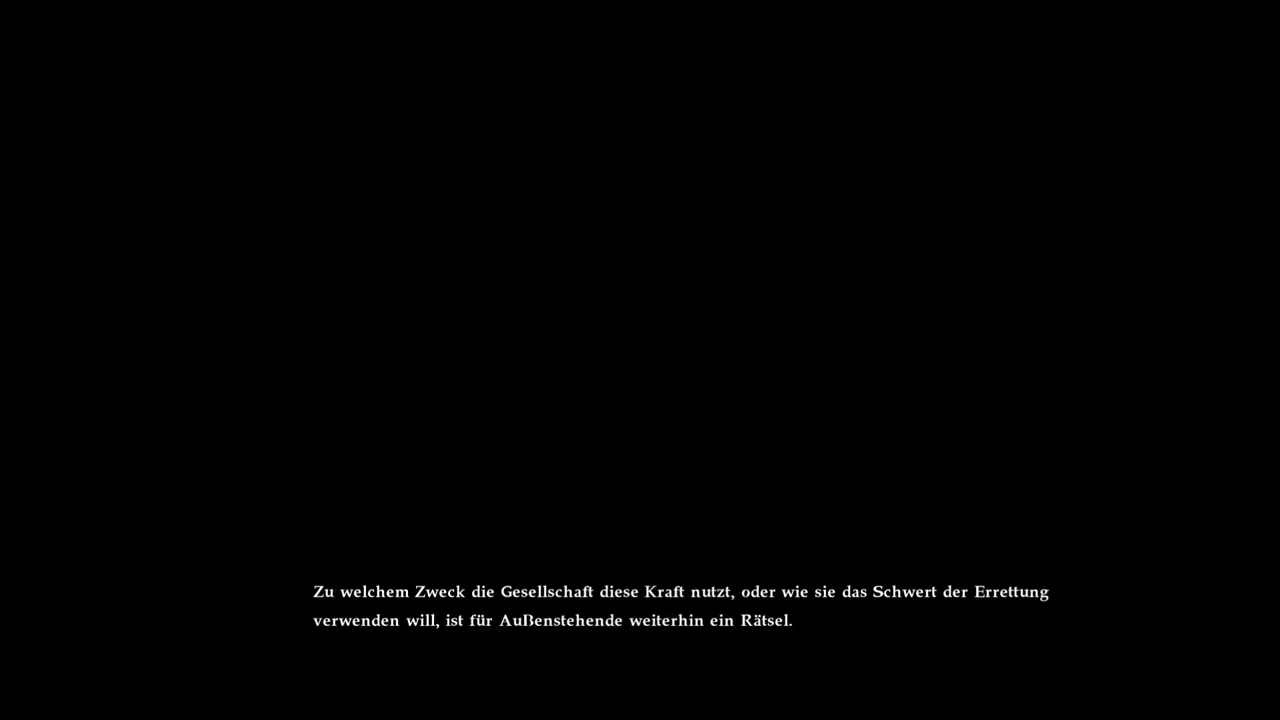 Zu welchem Zweck die Gesellschaft diese Kraft nutzt, oder wie sie das Schwert der Errettung
verwenden will, ist für Außenstehende weiterhin ein Rätsel.